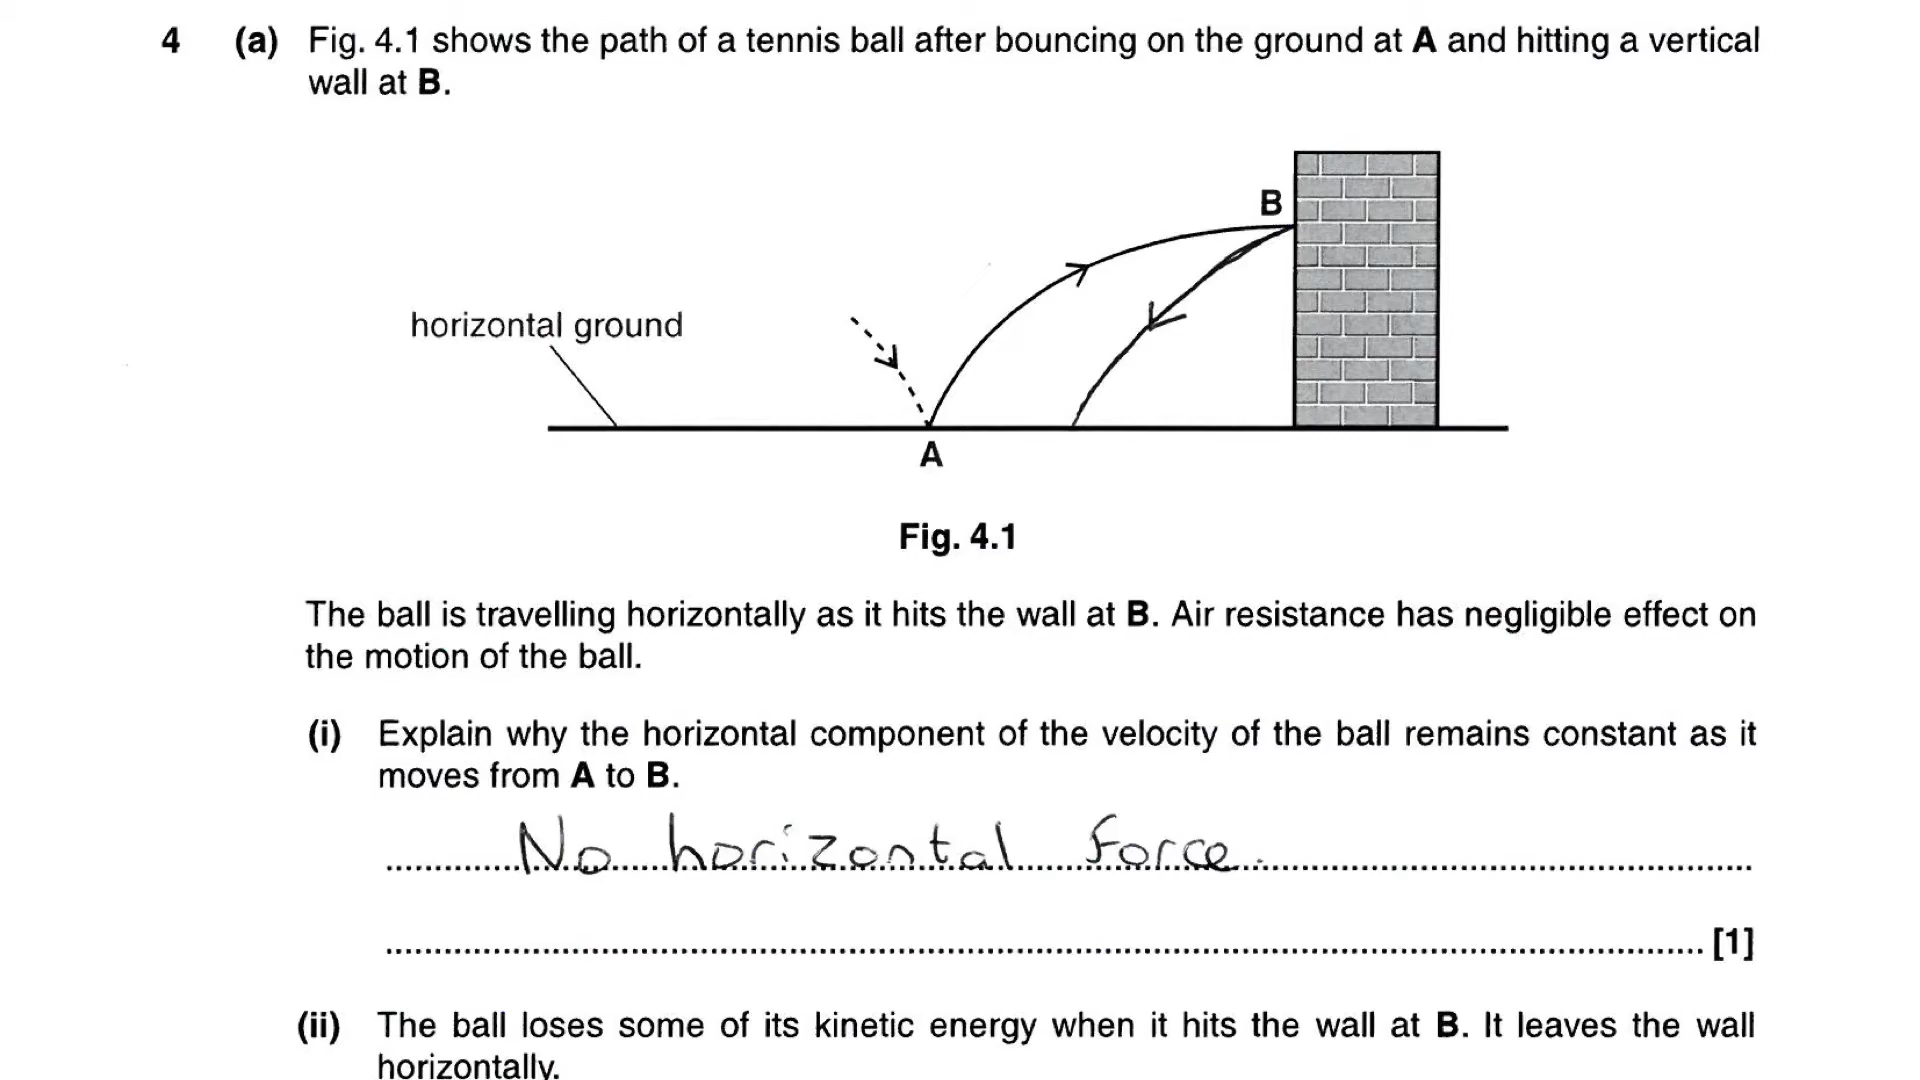 4 (a) Fig. 4.1 shows the path of a tennis ball after bouncing on the ground at A and hitting a vertical
wall at B.
B
horizontal ground
A
Fig. 4.1
The ball is travelling horizontally as it hits the wall at B. Air resistance has negligible effect on
the motion of the ball.
(i) Explain why the horizontal component of the velocity of the ball remains constant as it
moves from A to B.
No horizontal force.
[1]
(ii) The ball loses some of its kinetic energy when it hits the wall at B. It leaves the wall
horizontally.